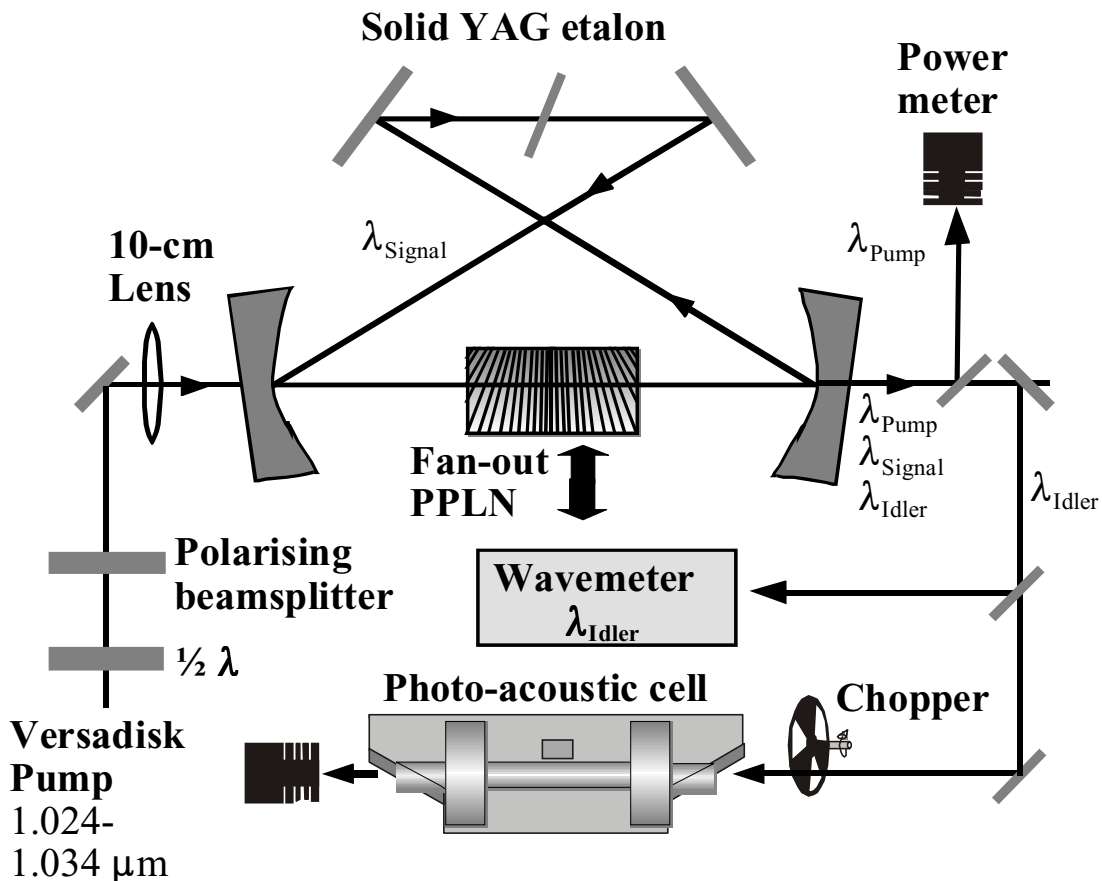 Solid YAG etalon
Power
meter
λSignal
λPump
10-cm
Lens
λPump
λSignal
λIdler
λIdler
Fan-out
PPLN
Polarising
beamsplitter
Wavemeter
λIdler
½ λ
Photo-acoustic cell
Chopper
Versadisk
Pump
1.024-
1.034 μm